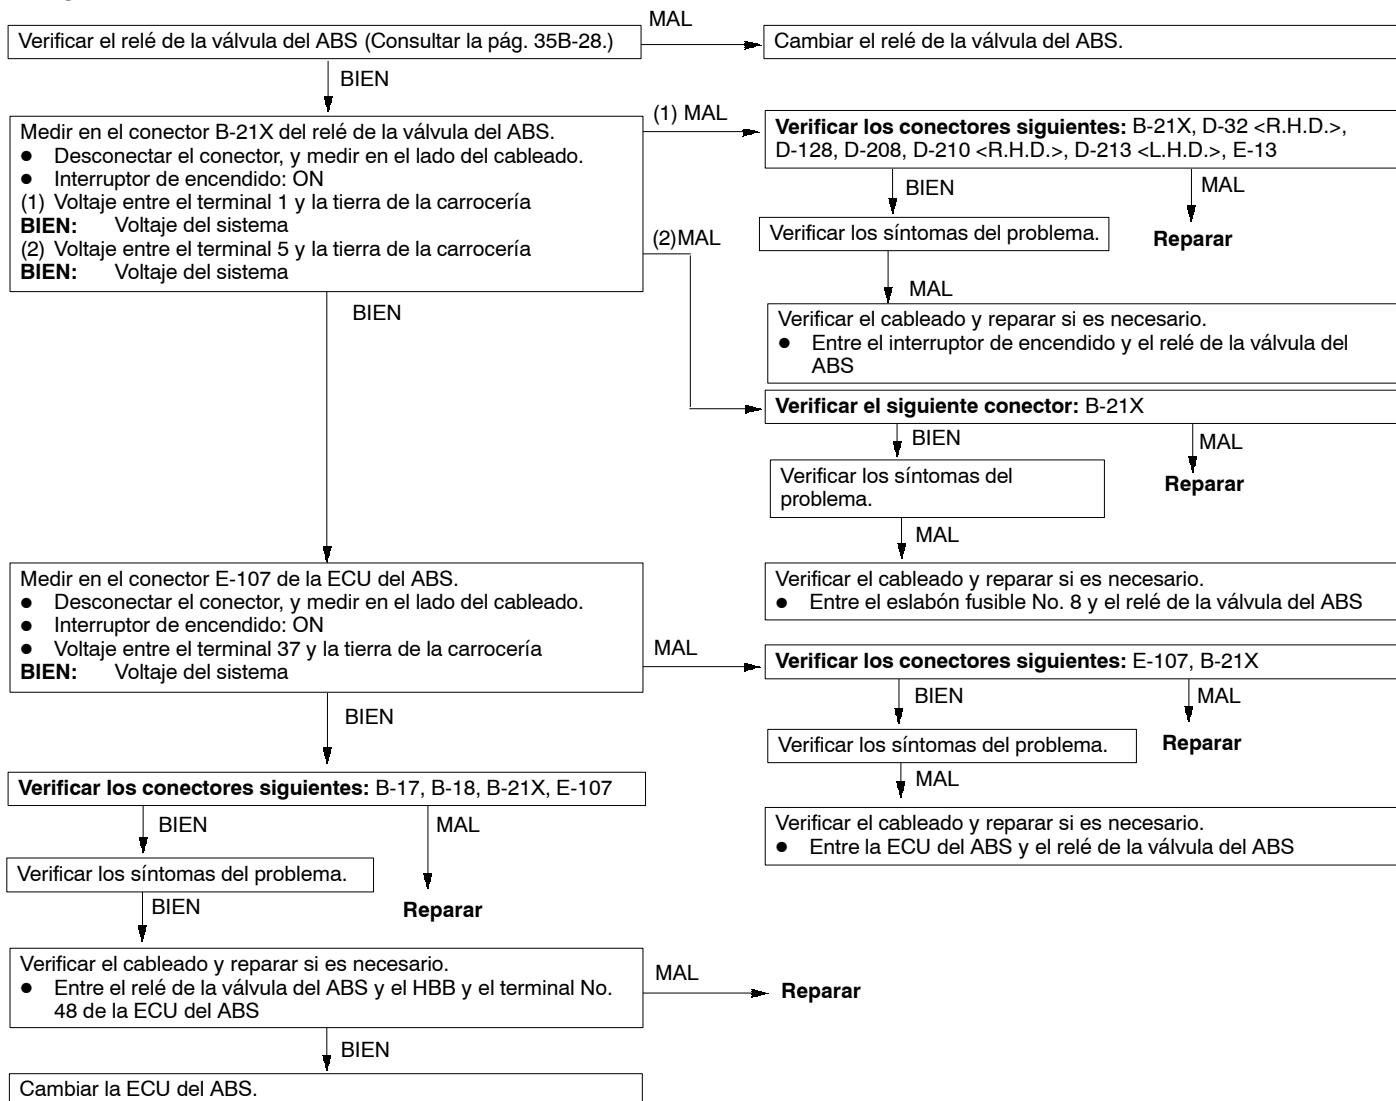 MAL
Verificar el relé de la válvula del ABS (Consultar la pág. 35B-28.)
Cambiar el relé de la válvula del ABS.
BIEN
Medir en el conector B-21X del relé de la válvula del ABS.
● Desconectar el conector, y medir en el lado del cableado.
● Interruptor de encendido: ON
(1) Voltaje entre el terminal 1 y la tierra de la carrocería
BIEN: Voltaje del sistema
(2) Voltaje entre el terminal 5 y la tierra de la carrocería
BIEN: Voltaje del sistema
(1) MAL
Verificar los conectores siguientes: B-21X, D-32 <R.H.D.>,
D-128, D-208, D-210 <R.H.D.>, D-213 <L.H.D.>, E-13
BIEN
MAL
Verificar los síntomas del problema.
Reparar
MAL
Verificar el cableado y reparar si es necesario.
● Entre el interruptor de encendido y el relé de la válvula del
ABS
(2)MAL
Verificar el siguiente conector: B-21X
BIEN
MAL
Verificar los síntomas del
problema.
Reparar
MAL
Verificar el cableado y reparar si es necesario.
● Entre el eslabón fusible No. 8 y el relé de la válvula del ABS
BIEN
Medir en el conector E-107 de la ECU del ABS.
● Desconectar el conector, y medir en el lado del cableado.
● Interruptor de encendido: ON
● Voltaje entre el terminal 37 y la tierra de la carrocería
BIEN: Voltaje del sistema
MAL
Verificar los conectores siguientes: E-107, B-21X
BIEN
MAL
Verificar los síntomas del problema.
Reparar
MAL
Verificar el cableado y reparar si es necesario.
● Entre la ECU del ABS y el relé de la válvula del ABS
BIEN
Verificar los conectores siguientes: B-17, B-18, B-21X, E-107
BIEN
MAL
Verificar los síntomas del problema.
Reparar
BIEN
Verificar el cableado y reparar si es necesario.
● Entre el relé de la válvula del ABS y el HBB y el terminal No.
48 de la ECU del ABS
MAL
Reparar
BIEN
Cambiar la ECU del ABS.